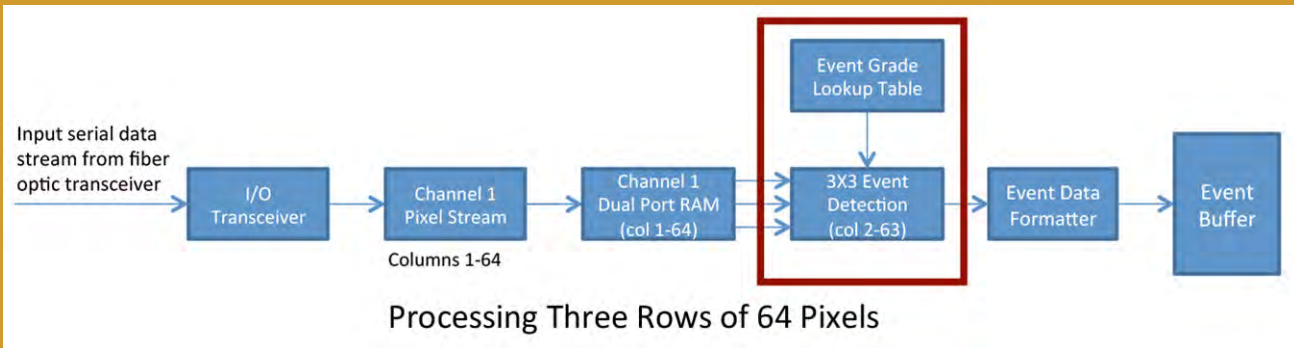 Event Grade
Lookup Table
Input serial data
stream from fiber
optic transceiver
I/O
Transceiver
Channel 1
Pixel Stream
Columns 1-64
Channel 1
Dual Port RAM
(col 1-64)
3X3 Event
Detection
(col 2-63)
Event Data
Formatter
Event
Buffer
Processing Three Rows of 64 Pixels